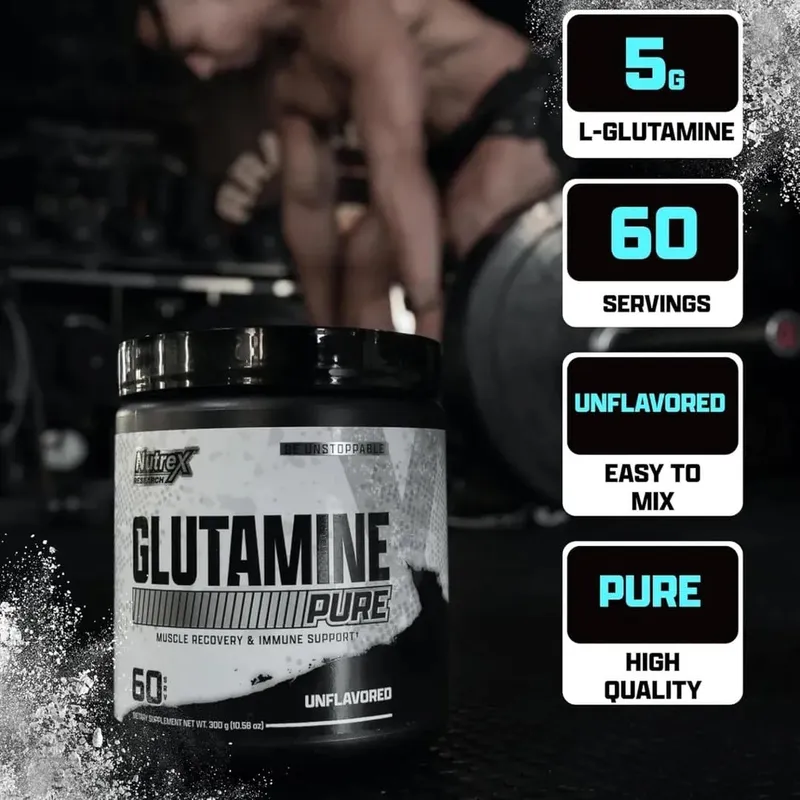 5G
L-GLUTAMINE
60
SERVINGS
UNFLAVORED
EASY TO
MIX
PURE
HIGH
QUALITY
Nutrex
RESEARCH
BE UNSTOPPABLE
GLUTAMINE
PURE
MUSCLE RECOVERY & IMMUNE SUPPORT†
60
UNFLAVORED
DIETARY SUPPLEMENT NET WT. 300 g (10.58 oz)